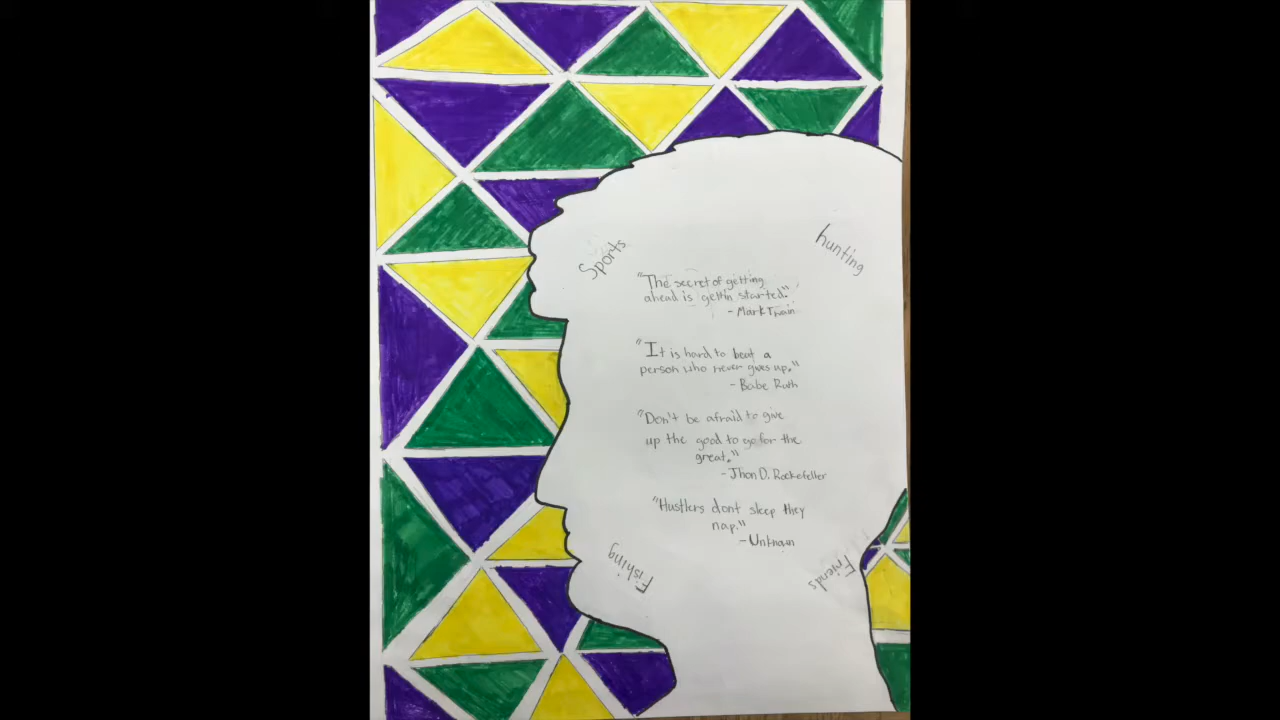 Sports
hunting
"The secret of getting
ahead is gettin started."
- Mark Twain
"It is hard to beat a
person who never gives up."
- Babe Ruth
"Don't be afraid to give
up the good to go for the
great."
- Jhon D. Rockefeller
"Hustlers dont sleep they
nap."
- Unknown
Fishing
Friends